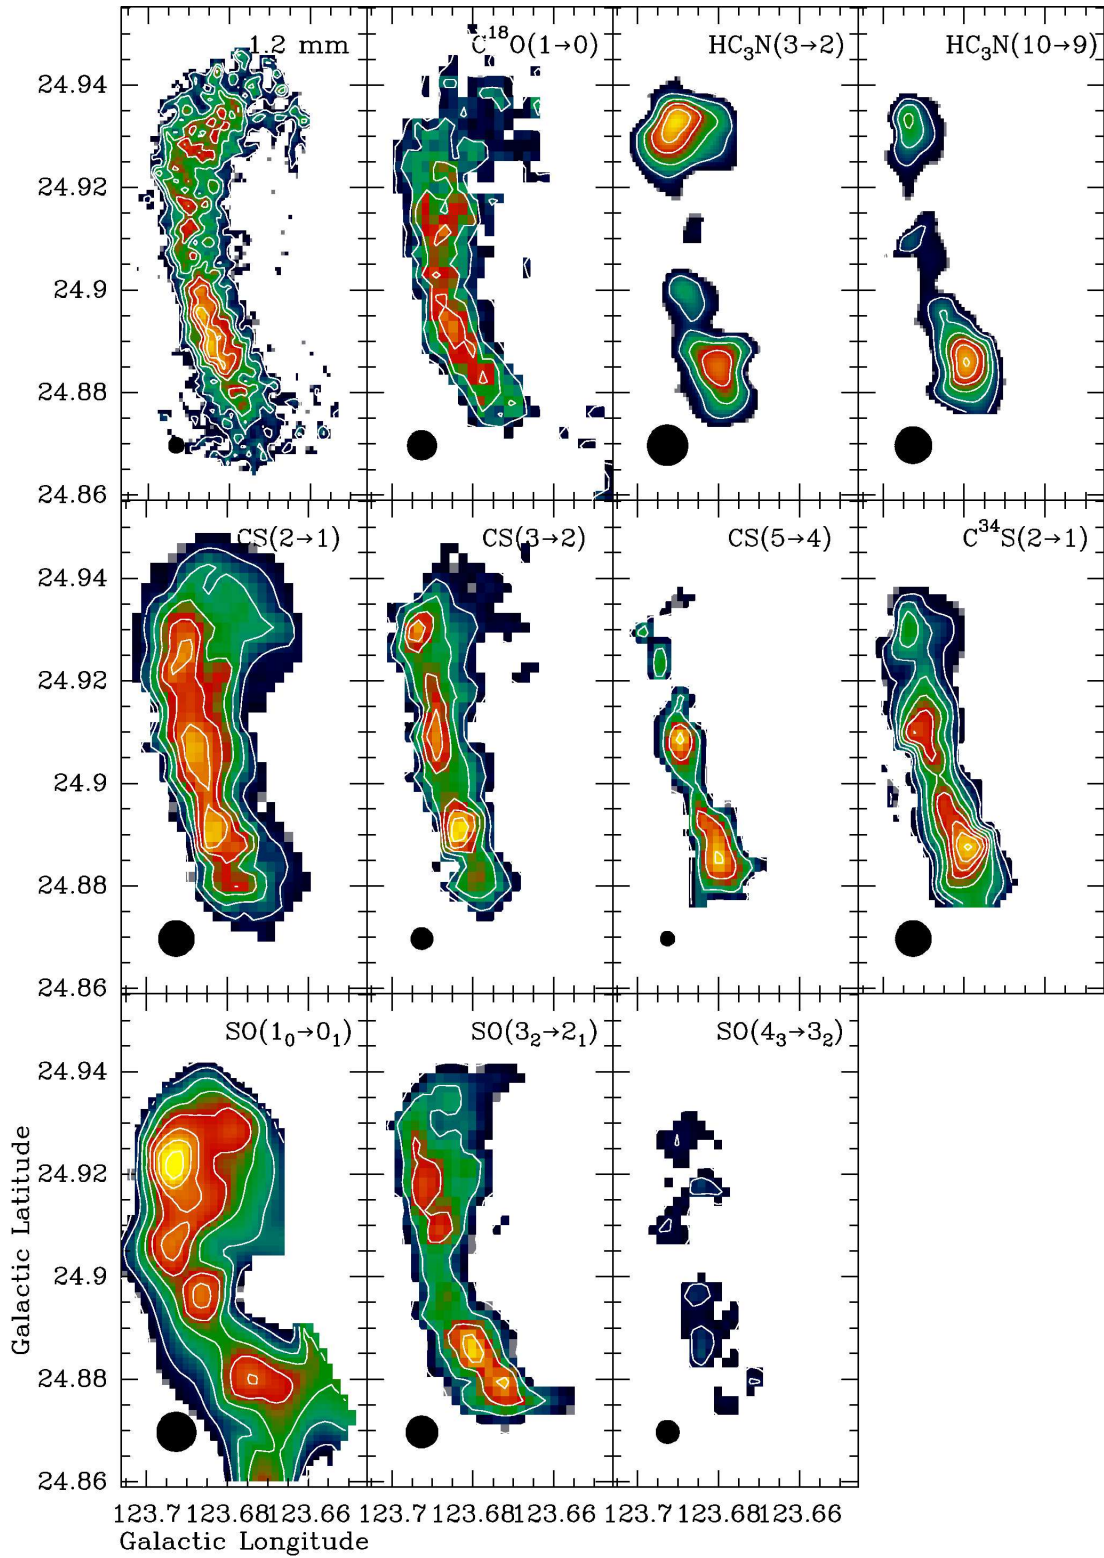 1.2 mm
C¹⁸O(1→0)
HC₃N(3→2)
HC₃N(10→9)
24.94
24.92
24.9
24.88
24.86
CS(2→1)
CS(3→2)
CS(5→4)
C³⁴S(2→1)
24.94
24.92
24.9
24.88
24.86
SO(1₀→0₁)
SO(3₂→2₁)
SO(4₃→3₂)
24.94
24.92
24.9
24.88
24.86
Galactic Latitude
123.7 123.68 123.66 123.7 123.68 123.66 123.7 123.68 123.66
Galactic Longitude